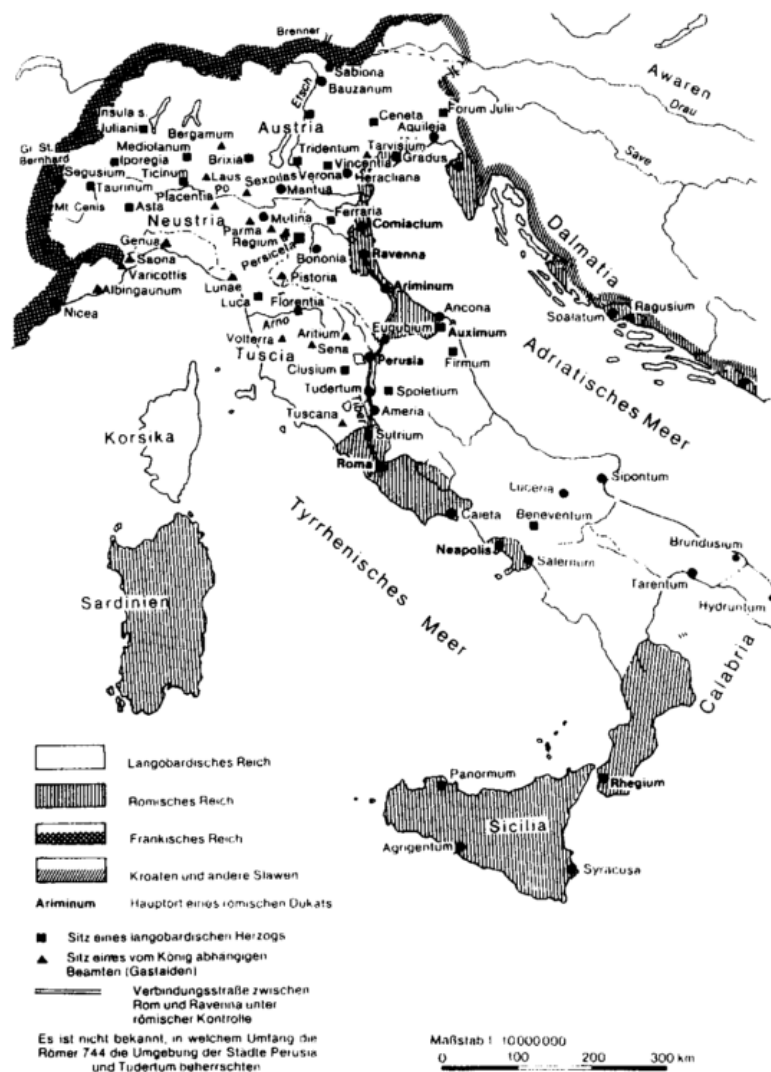 Brenner
Sabiona
Bauzanum
Awaren
Drau
Etsch
Insula s.
Juliani
Ceneta
Forum Julii
Bergamum
Austria
Aquileja
Save
Gr. St.
Bernhard
Mediolanum
Iporegia
Brixia
Tridentum
Tarvisium
Vincentia
Gradus
Segusium
Ticinum
Laus
Sexpilas
Verona
Heracliana
Taurinum
Po
Mantua
Mt. Cenis
Placentia
Asta
Neustria
Mutina
Ferraria
Dalmatia
Parma
Comiaclum
Genua
Regium
Persiceta
Saona
Bononia
Ravenna
Varicottis
Pistoria
Albingaunum
Lunae
Ariminum
Nicea
Luca
Florentia
Ancona
Ragusium
Arno
Eugubium
Auximum
Spalatum
Volterra
Aritium
Sena
Tuscia
Perusia
Firmum
Clusium
Adriatisches Meer
Tudertum
Spoletium
Tuscana
Ameria
Korsika
Sutrium
Roma
Sipontum
Luceria
Tyrrhenisches Meer
Caieta
Beneventum
Neapolis
Brundusium
Salernum
Sardinien
Tarentum
Hydruntum
Calabria
Langobardisches Reich
Panormum
Rhegium
Römisches Reich
Sicilia
Fränkisches Reich
Agrigentum
Syracusa
Kroaten und andere Slawen
Ariminum Hauptort eines römischen Dukats
Sitz eines langobardischen Herzogs
Sitz eines vom König abhängigen
Beamten (Gastalden)
Verbindungsstraße zwischen
Rom und Ravenna unter
römischer Kontrolle
Es ist nicht bekannt, in welchem Umfang die
Römer 744 die Umgebung der Städte Perusia
und Tudertum beherrschten
Maßstab 1:10000000
0 100 200 300 km